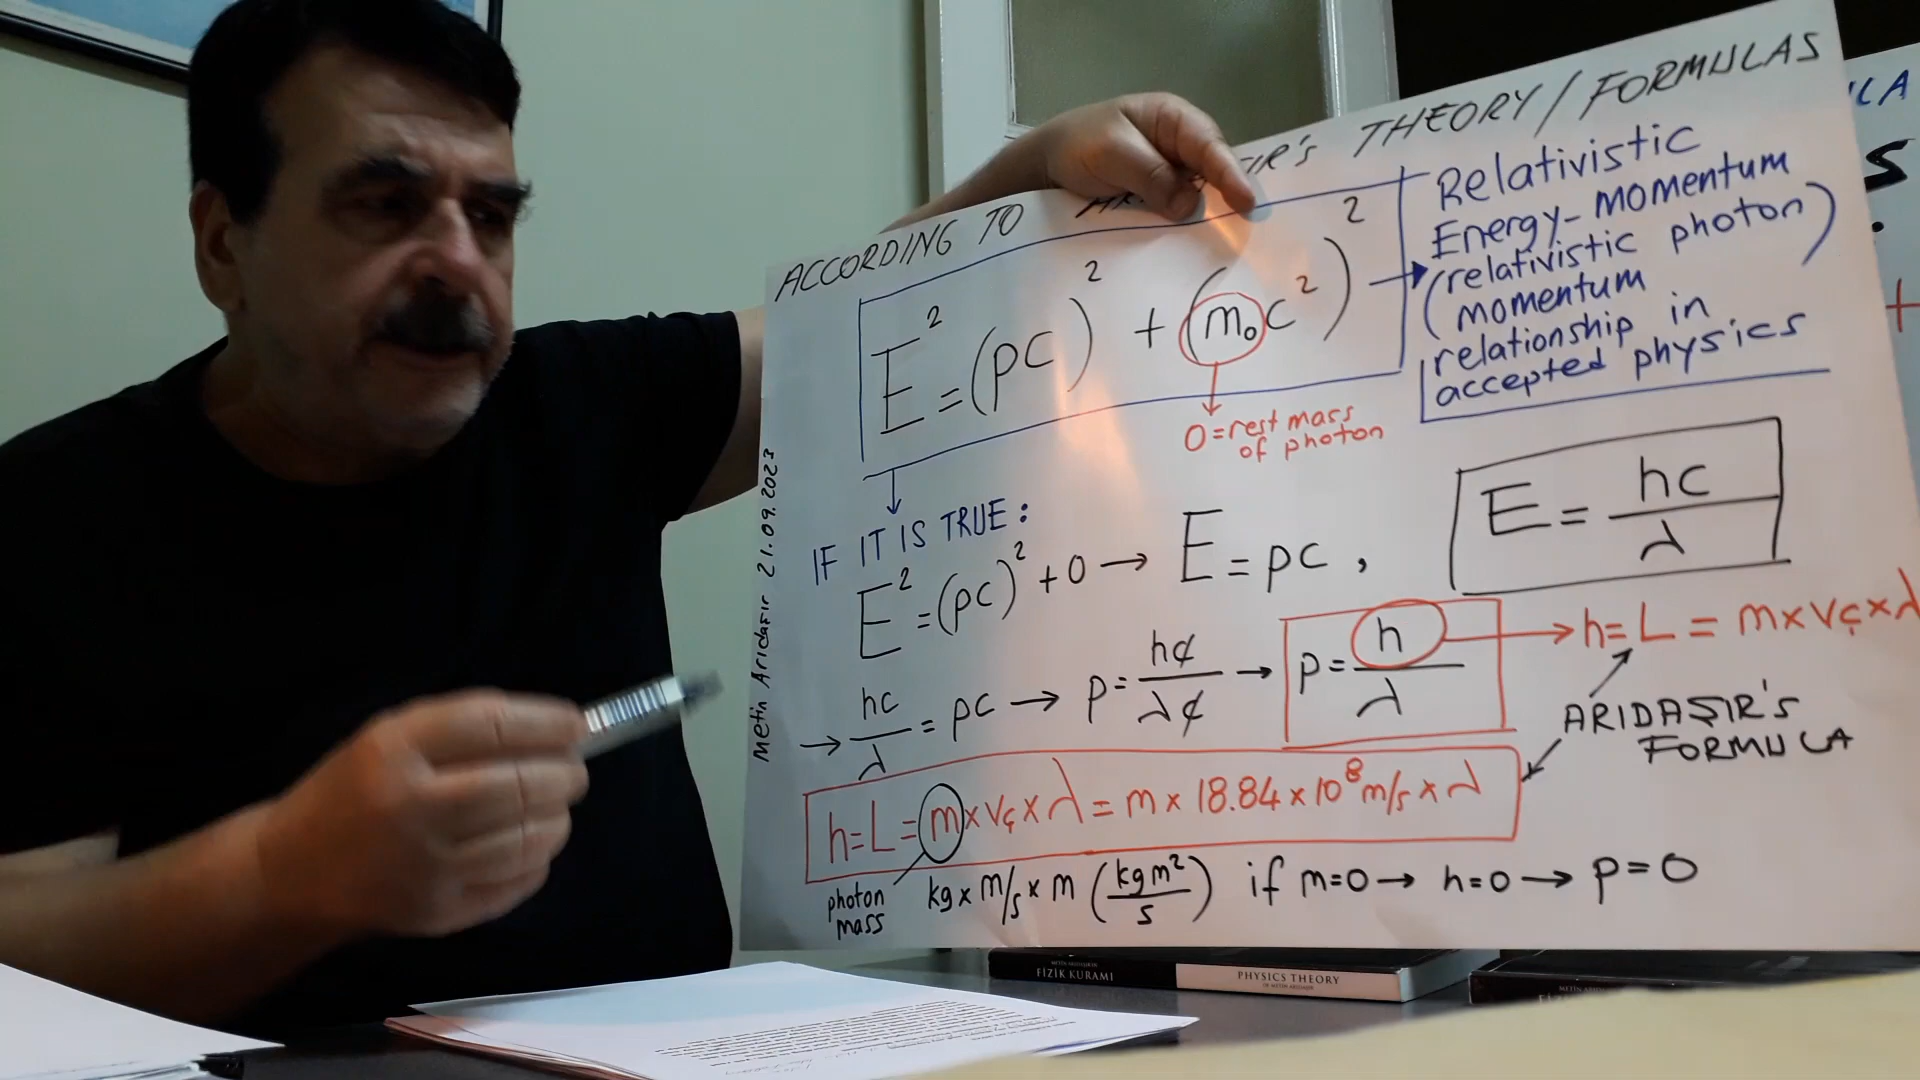 ACCORDING TO AR IR's THEORY / FORMULAS
E² = (pc)² + (m₀c²)²
0 = rest mass
of photon
Relativistic
Energy-momentum
(relativistic photon)
(momentum
relationship in
accepted physics
Metin Arıdaşır 21.09.2023
IF IT IS TRUE:
E² = (pc)² + 0 → E = pc ,
E = hc/λ
→ hc/λ = pc → p = hc/λc → p = h/λ → h = L = m x vç x λ
ARIDAŞIR'S
FORMULA
h = L = m x vç x λ = m x 18.84 x 10⁸ m/s x λ
photon
mass
kg x m/s x m (kg m²/s) if m=0 → h=0 → p=0
ULA
S
+
FİZİK KURAMI
PHYSICS THEORY